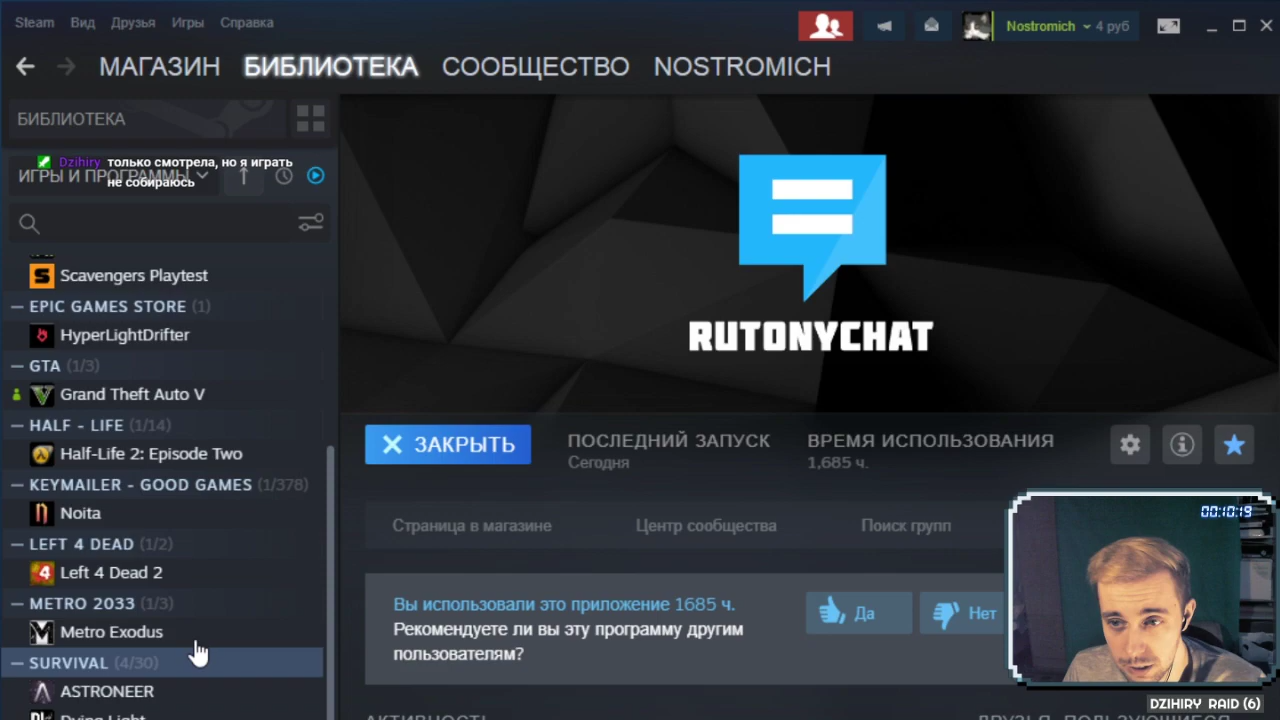 Steam Вид Друзья Игры Справка
Nostromich 4 руб
МАГАЗИН БИБЛИОТЕКА СООБЩЕСТВО NOSTROMICH
БИБЛИОТЕКА
Dzihiry только смотрела, но я играть
не собираюсь
ИГРЫ И ПРОГРАММЫ
Scavengers Playtest
— EPIC GAMES STORE (1)
HyperLightDrifter
— GTA (1/3)
Grand Theft Auto V
— HALF - LIFE (1/14)
Half-Life 2: Episode Two
— KEYMAILER - GOOD GAMES (1/378)
Noita
— LEFT 4 DEAD (1/2)
Left 4 Dead 2
— METRO 2033 (1/3)
Metro Exodus
— SURVIVAL (4/30)
ASTRONEER
Dying Light
RUTONYCHAT
ЗАКРЫТЬ
ПОСЛЕДНИЙ ЗАПУСК
Сегодня
ВРЕМЯ ИСПОЛЬЗОВАНИЯ
1,685 ч.
Страница в магазине Центр сообщества Поиск групп
Вы использовали это приложение 1685 ч.
Рекомендуете ли вы эту программу другим
пользователям?
Да Нет
00:10:19
DZIHIRY RAID (6)
АКТИВНОСТЬ